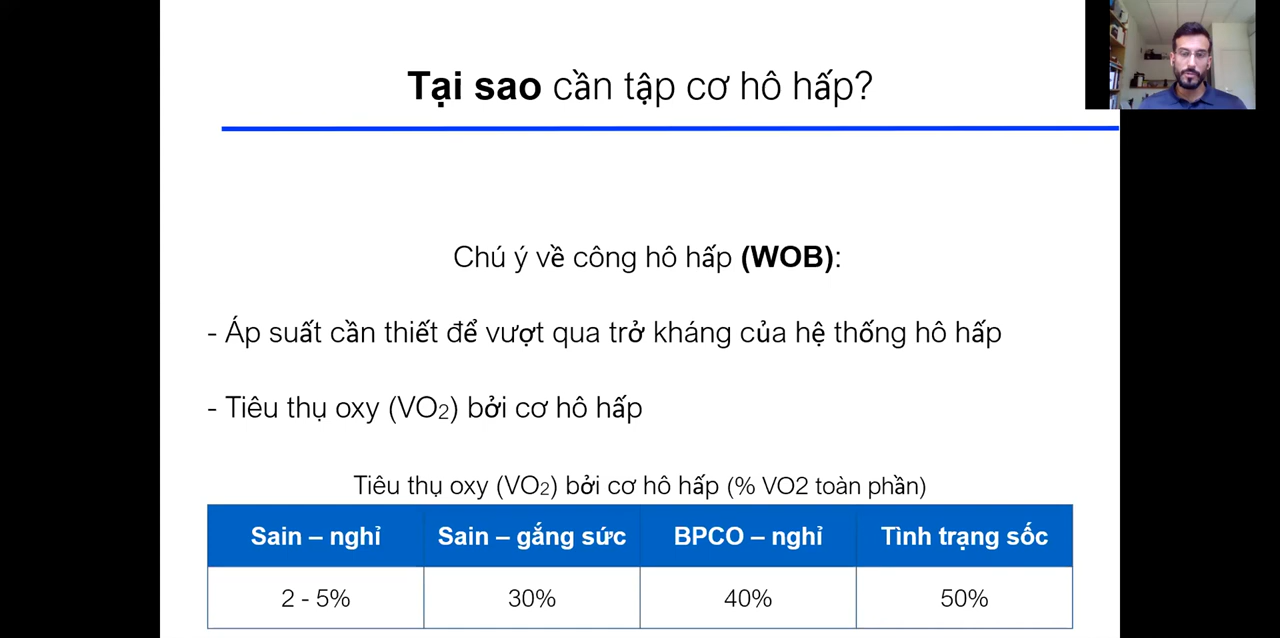 Tại sao cần tập cơ hô hấp?
Chú ý về công hô hấp (WOB):
- Áp suất cần thiết để vượt qua trở kháng của hệ thống hô hấp
- Tiêu thụ oxy (VO₂) bởi cơ hô hấp
Tiêu thụ oxy (VO₂) bởi cơ hô hấp (% VO2 toàn phần)
Sain – nghỉ Sain – gắng sức BPCO – nghỉ Tình trạng sốc
2 - 5% 30% 40% 50%